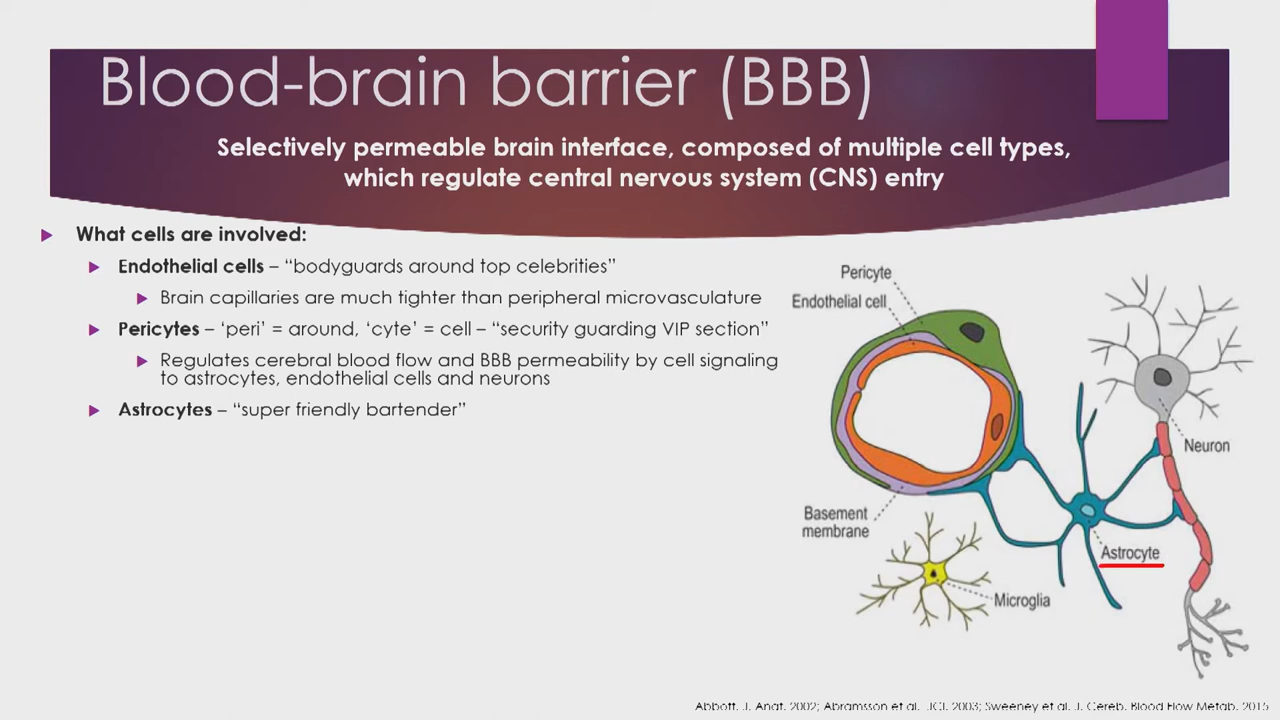 Blood-brain barrier (BBB)
Selectively permeable brain interface, composed of multiple cell types,
which regulate central nervous system (CNS) entry
What cells are involved:
Endothelial cells – “bodyguards around top celebrities”
Brain capillaries are much tighter than peripheral microvasculature
Pericytes – ‘peri’ = around, ‘cyte’ = cell – “security guarding VIP section”
Regulates cerebral blood flow and BBB permeability by cell signaling
to astrocytes, endothelial cells and neurons
Astrocytes – “super friendly bartender”
Pericyte
Endothelial cell
Neuron
Basement
membrane
Astrocyte
Microglia
Abbott. J. Anat. 2002; Abramsson et al. JCI. 2003; Sweeney et al. J. Cereb. Blood Flow Metab. 2015